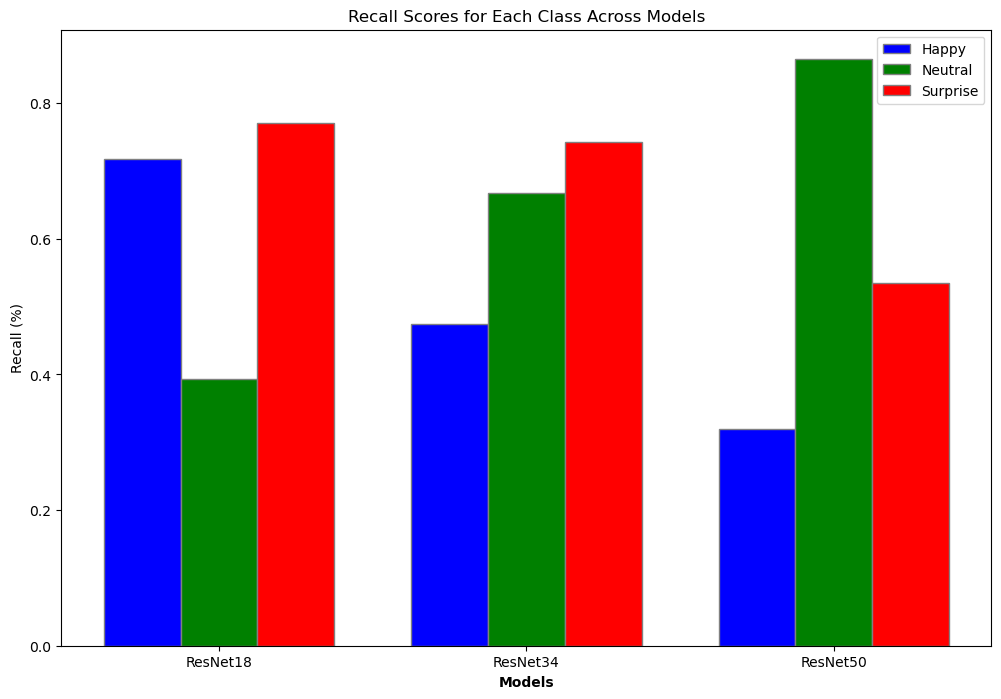 Recall Scores for Each Class Across Models
Happy
Neutral
Surprise
Recall (%)
0.8
0.6
0.4
0.2
0.0
ResNet18
ResNet34
ResNet50
Models